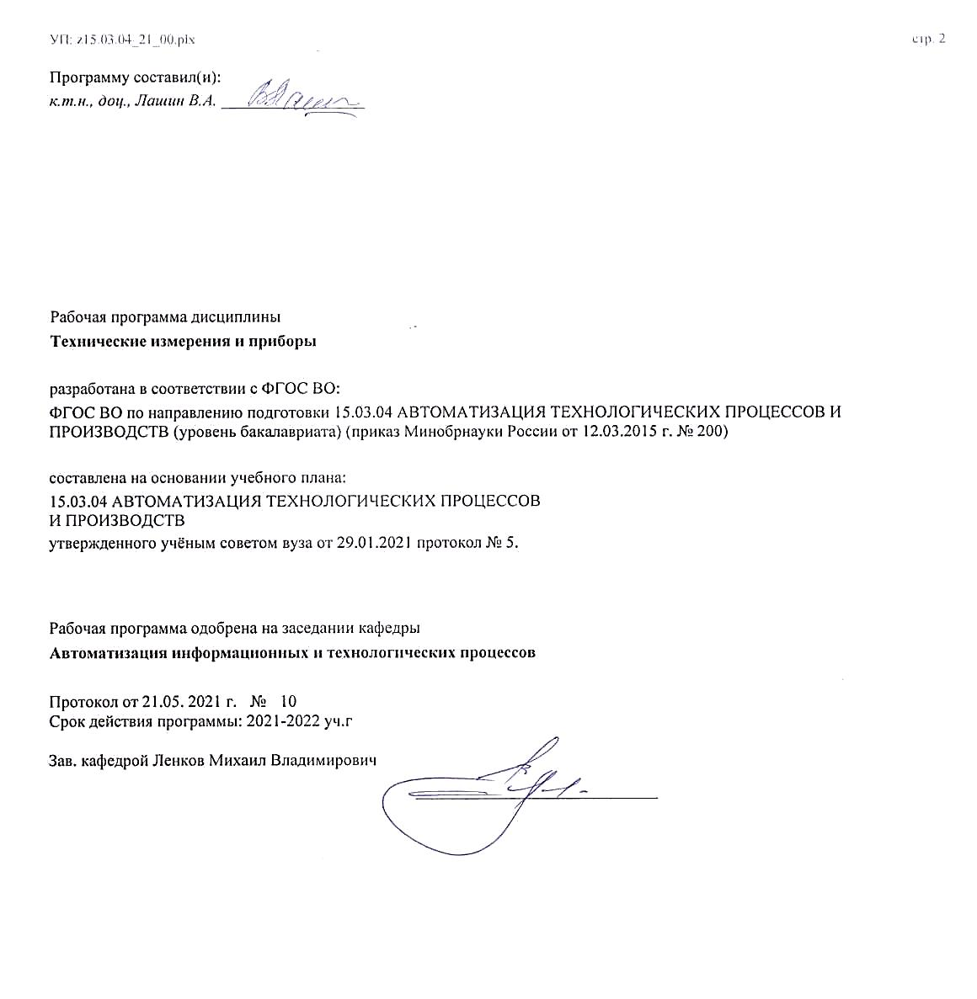 УП: z15.03.04_21_00.plx
стр. 2
Программу составил(и):
к.т.н., доц., Лашин В.А.
Рабочая программа дисциплины
Технические измерения и приборы
разработана в соответствии с ФГОС ВО:
ФГОС ВО по направлению подготовки 15.03.04 АВТОМАТИЗАЦИЯ ТЕХНОЛОГИЧЕСКИХ ПРОЦЕССОВ И
ПРОИЗВОДСТВ (уровень бакалавриата) (приказ Минобрнауки России от 12.03.2015 г. № 200)
составлена на основании учебного плана:
15.03.04 АВТОМАТИЗАЦИЯ ТЕХНОЛОГИЧЕСКИХ ПРОЦЕССОВ
И ПРОИЗВОДСТВ
утвержденного учёным советом вуза от 29.01.2021 протокол № 5.
Рабочая программа одобрена на заседании кафедры
Автоматизация информационных и технологических процессов
Протокол от 21.05. 2021 г. № 10
Срок действия программы: 2021-2022 уч.г
Зав. кафедрой Ленков Михаил Владимирович